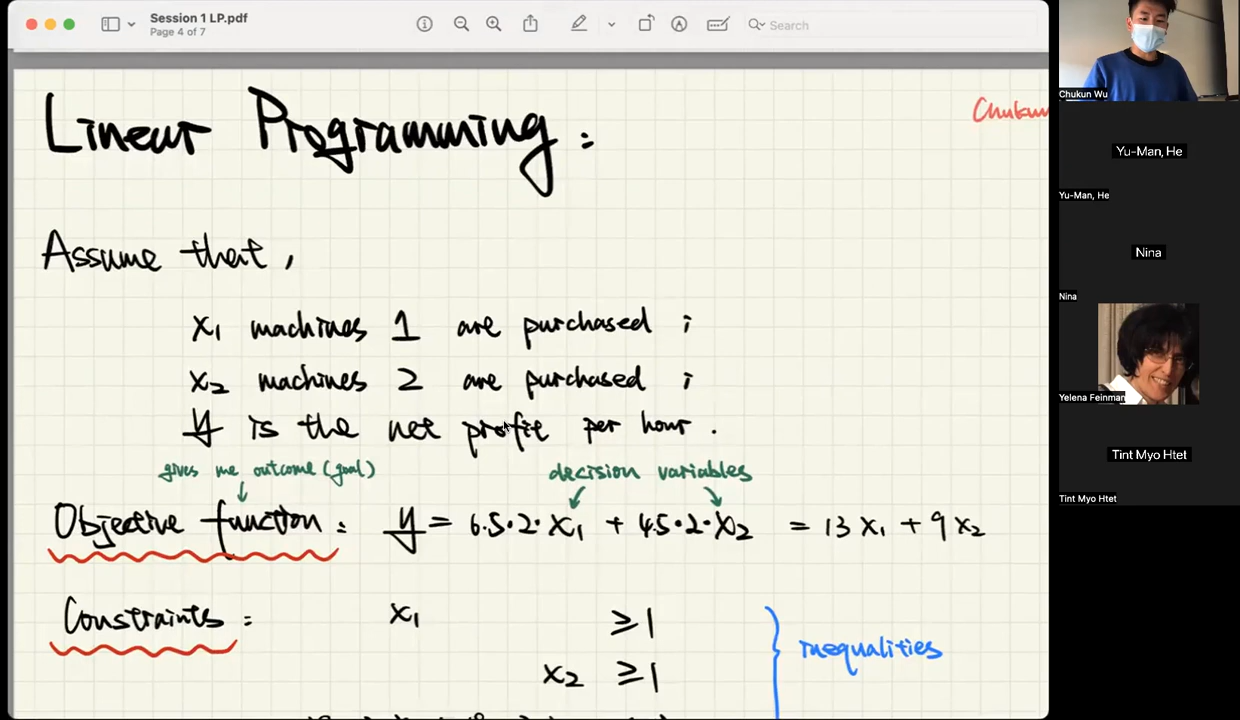 Session 1 LP.pdf
Page 4 of 7
Search
Linear Programming:
Chukun
Assume that,
x₁ machines 1 are purchased ;
x₂ machines 2 are purchased ;
y is the net profit per hour .
gives me outcome (goal)
decision variables
Objective function: y = 6.5·2·x₁ + 4.5·2·x₂ = 13x₁ + 9x₂
Constraints: x₁ ≥ 1
x₂ ≥ 1
inequalities
Chukun Wu
Yu-Man, He
Yu-Man, He
Nina
Nina
Yelena Feinman
Tint Myo Htet
Tint Myo Htet